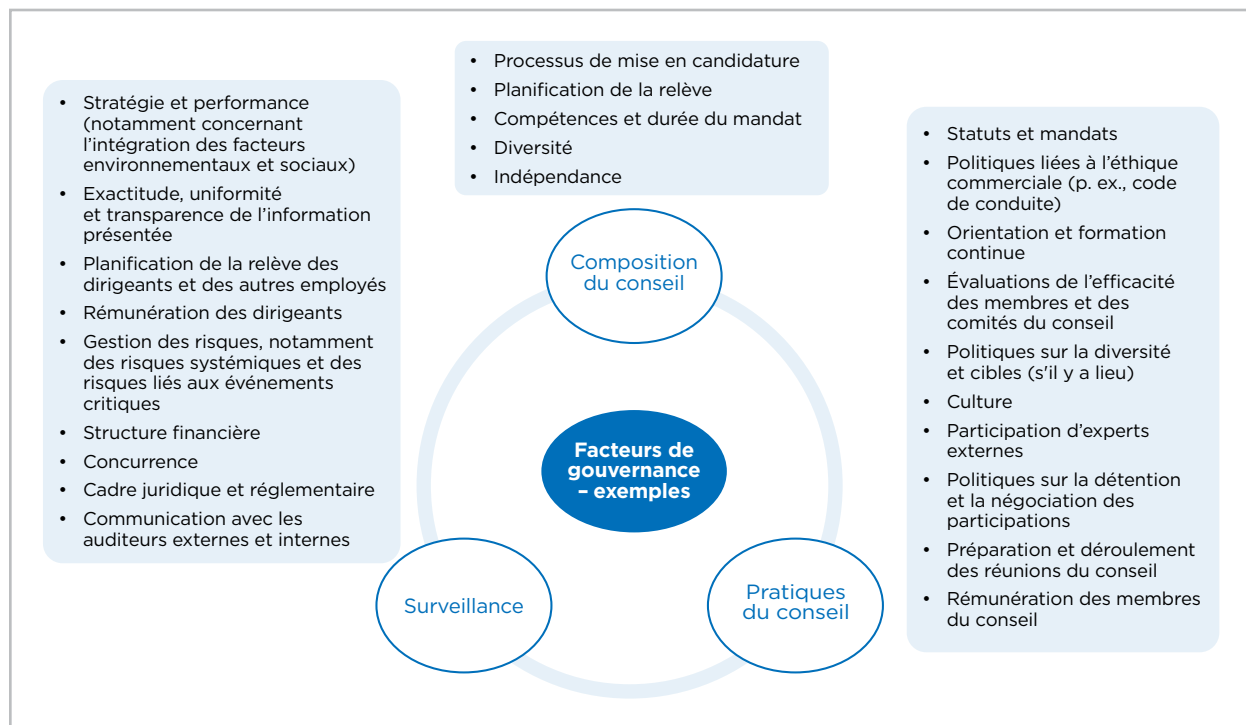 • Processus de mise en candidature
• Planification de la relève
• Compétences et durée du mandat
• Diversité
• Indépendance
• Stratégie et performance
(notamment concernant
l'intégration des facteurs
environnementaux et sociaux)
• Exactitude, uniformité
et transparence de l'information
présentée
• Planification de la relève des
dirigeants et des autres employés
• Rémunération des dirigeants
• Gestion des risques, notamment
des risques systémiques et des
risques liés aux événements
critiques
• Structure financière
• Concurrence
• Cadre juridique et réglementaire
• Communication avec les
auditeurs externes et internes
• Statuts et mandats
• Politiques liées à l'éthique
commerciale (p. ex., code
de conduite)
• Orientation et formation
continue
• Évaluations de l'efficacité
des membres et des
comités du conseil
• Politiques sur la diversité
et cibles (s'il y a lieu)
• Culture
• Participation d'experts
externes
• Politiques sur la détention
et la négociation des
participations
• Préparation et déroulement
des réunions du conseil
• Rémunération des membres
du conseil
Composition
du conseil
Facteurs de
gouvernance
– exemples
Surveillance
Pratiques
du conseil